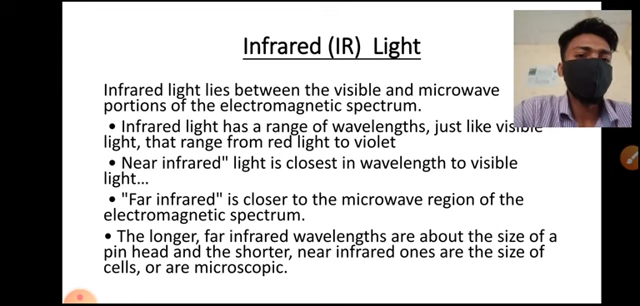 Infrared (IR) Light
Infrared light lies between the visible and microwave
portions of the electromagnetic spectrum.
• Infrared light has a range of wavelengths, just like visible
light, that range from red light to violet
• Near infrared" light is closest in wavelength to visible
light...
• "Far infrared" is closer to the microwave region of the
electromagnetic spectrum.
• The longer, far infrared wavelengths are about the size of a
pin head and the shorter, near infrared ones are the size of
cells, or are microscopic.